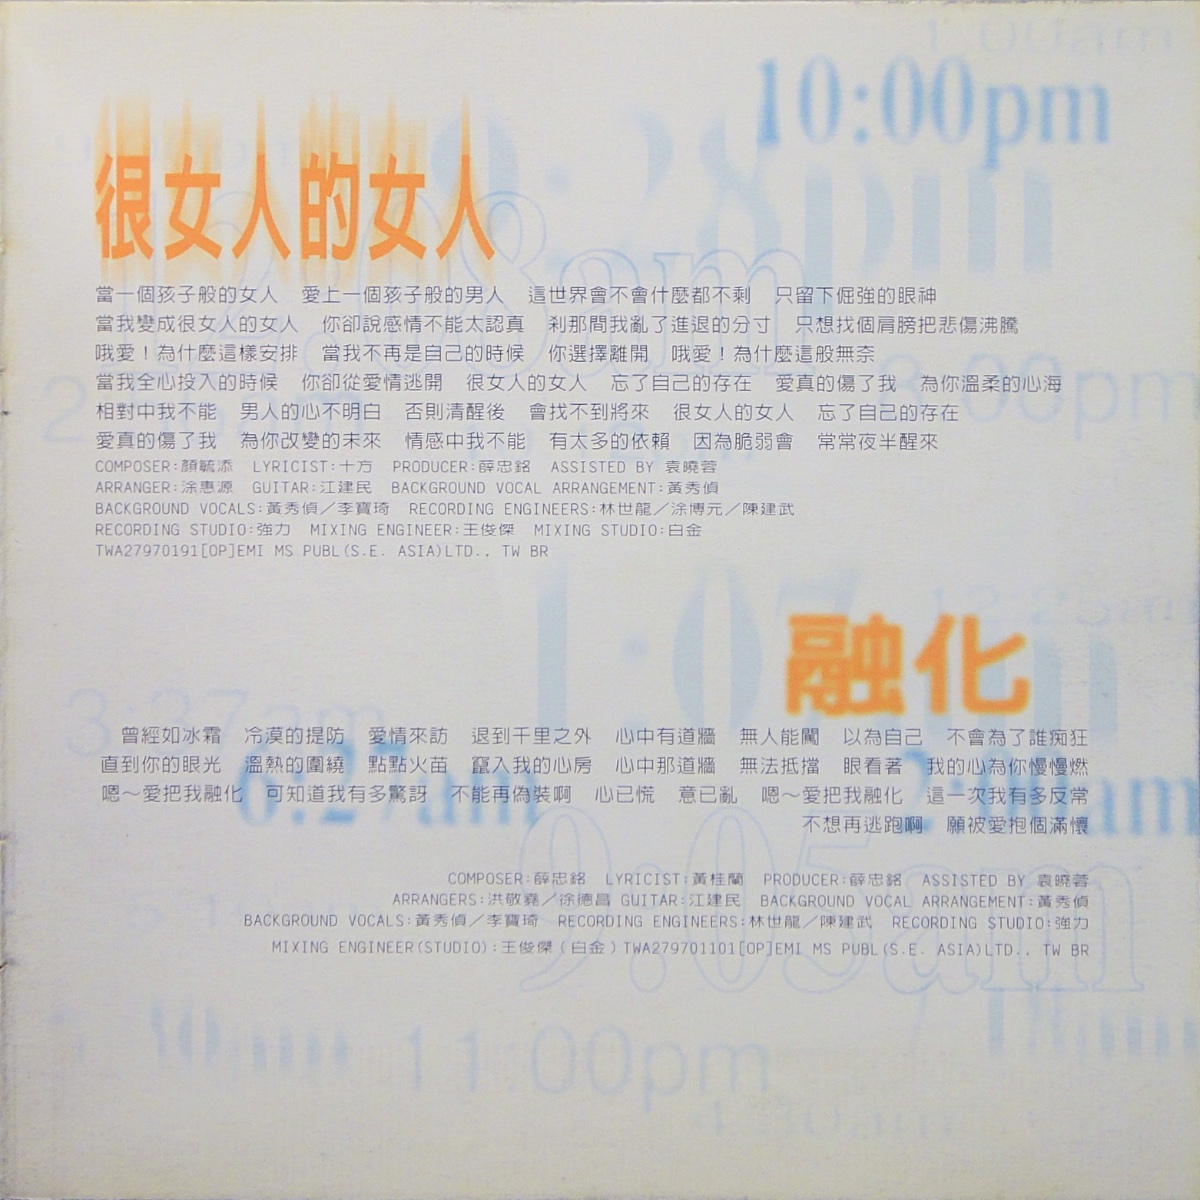 1:00am
10:00pm
很女人的女人
12:08am
當一個孩子般的女人　愛上一個孩子般的男人　這世界會不會什麼都不剩　只留下倔強的眼神
當我變成很女人的女人　你卻說感情不能太認真　剎那間我亂了進退的分寸　只想找個肩膀把悲傷沸騰
哦愛！為什麼這樣安排　當我不再是自己的時候　你選擇離開　哦愛！為什麼這般無奈
當我全心投入的時候　你卻從愛情逃開　很女人的女人　忘了自己的存在　愛真的傷了我　為你溫柔的心海
相對中我不能　男人的心不明白　否則清醒後　會找不到將來　很女人的女人　忘了自己的存在
愛真的傷了我　為你改變的未來　情感中我不能　有太多的依賴　因為脆弱會　常常夜半醒來
COMPOSER:顏毓添　LYRICIST:十方　PRODUCER:薛忠銘　ASSISTED BY 袁曉蓉
ARRANGER:涂惠源　GUITAR:江建民　BACKGROUND VOCAL ARRANGEMENT:黃秀偵
BACKGROUND VOCALS:黃秀偵／李寶琦　RECORDING ENGINEERS:林世龍／涂博元／陳建武
RECORDING STUDIO:強力　MIXING ENGINEER:王俊傑　MIXING STUDIO:白金
TWA27970191[OP]EMI MS PUBL(S.E. ASIA)LTD., TW BR
融化
3:37am
曾經如冰霜　冷漠的提防　愛情來訪　退到千里之外　心中有道牆　無人能闖　以為自己　不會為了誰痴狂
直到你的眼光　溫熱的圍繞　點點火苗　竄入我的心房　心中那道牆　無法抵擋　眼看著　我的心為你慢慢燃
6:27am
嗯～愛把我融化　可知道我有多驚訝　不能再偽裝啊　心已慌　意已亂　嗯～愛把我融化　這一次我有多反常
不想再逃跑啊　願被愛抱個滿懷
9:05am
COMPOSER:薛忠銘　LYRICIST:黃桂蘭　PRODUCER:薛忠銘　ASSISTED BY 袁曉蓉
ARRANGERS:洪敬堯／徐德昌 GUITAR:江建民　BACKGROUND VOCAL ARRANGEMENT:黃秀偵
BACKGROUND VOCALS:黃秀偵／李寶琦　RECORDING ENGINEERS:林世龍／陳建武　RECORDING STUDIO:強力
MIXING ENGINEER(STUDIO):王俊傑（白金）TWA279701101[OP]EMI MS PUBL(S.E. ASIA)LTD., TW BR
11:00pm